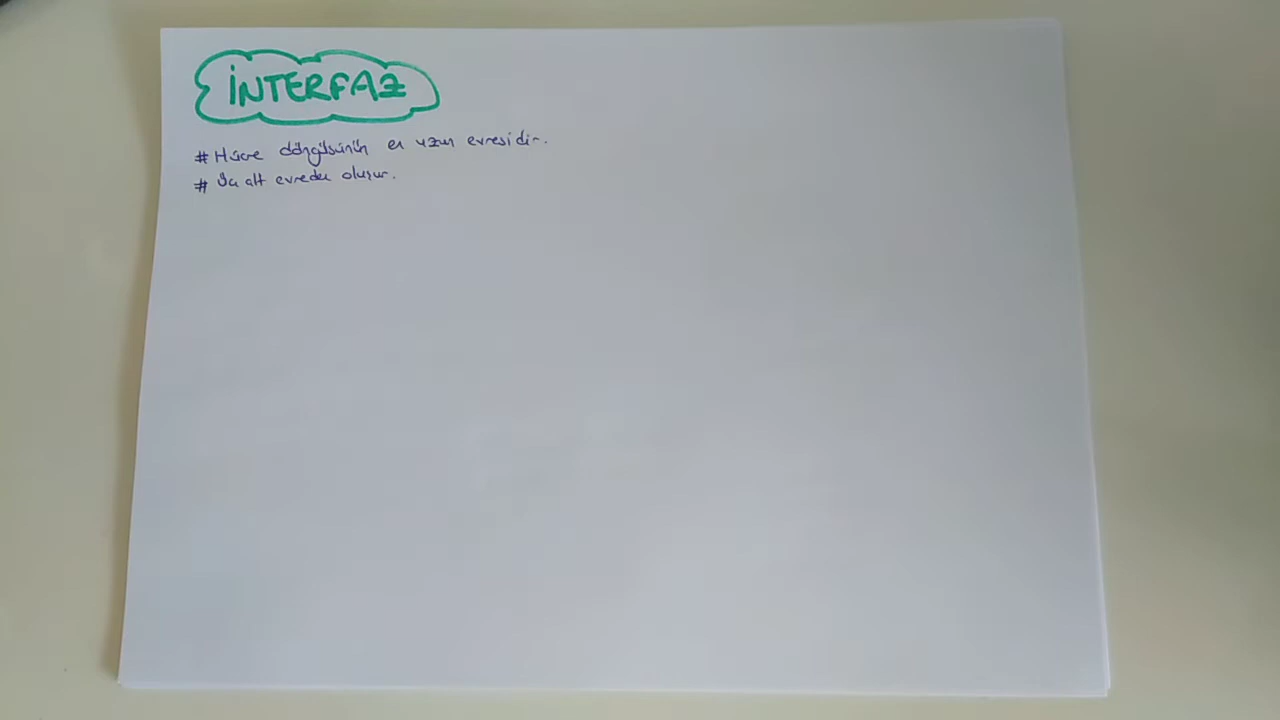 İNTERFAZ
# Hücre döngüsünün en uzun evresidir.
# Üç alt evreden oluşur.